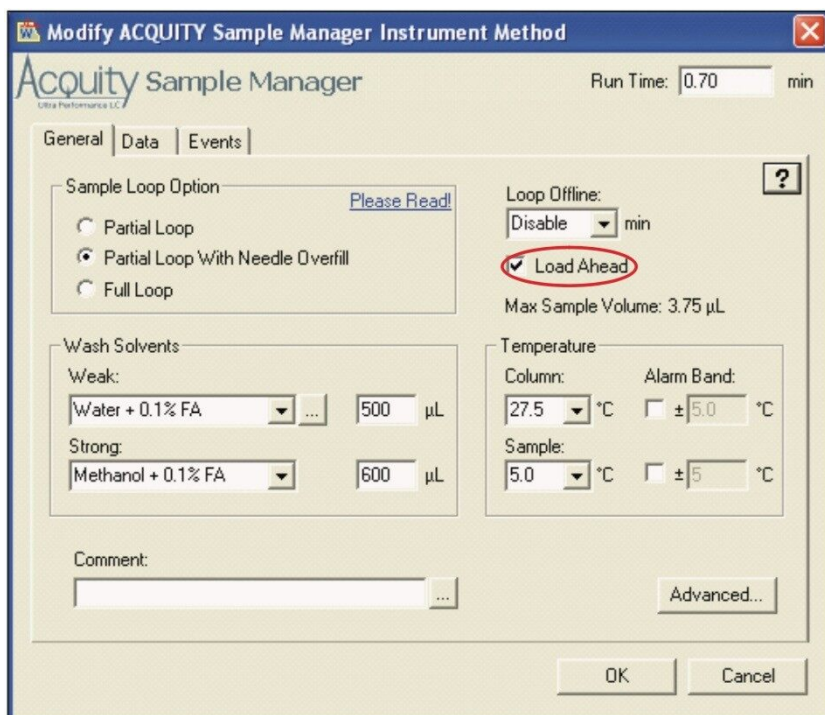 Modify ACQUITY Sample Manager Instrument Method
Acquity Sample Manager
Ultra Performance LC
Run Time: 0.70 min
General Data Events
Sample Loop Option
Please Read!
Partial Loop
Partial Loop With Needle Overfill
Full Loop
?
Loop Offline:
Disable min
Load Ahead
Max Sample Volume: 3.75 µL
Wash Solvents
Weak:
Water + 0.1% FA ... 500 µL
Strong:
Methanol + 0.1% FA 600 µL
Temperature
Column: Alarm Band:
27.5 °C ± 5.0 °C
Sample:
5.0 °C ± 5 °C
Comment:
...
Advanced...
OK Cancel